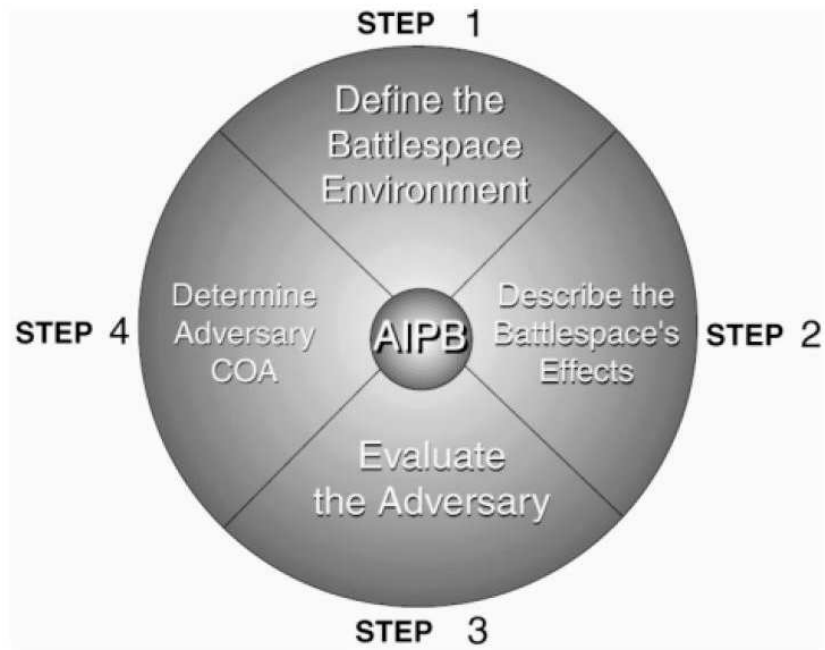 STEP 1
Define the
Battlespace
Environment
STEP 2
Describe the
Battlespace's
Effects
STEP 3
Evaluate
the Adversary
STEP 4
Determine
Adversary
COA
AIPB